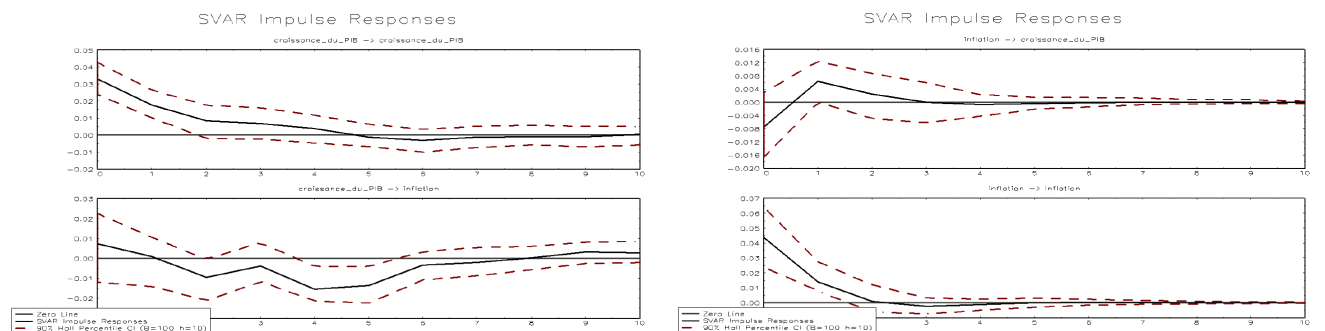 SVAR Impulse Responses
croissance_du_PIB -> croissance_du_PIB
0.05
0.04
0.03
0.02
0.01
0.00
-0.01
-0.02
0 1 2 3 4 5 6 7 8 9 10
croissance_du_PIB -> inflation
0.03
0.02
0.01
0.00
-0.01
-0.02
3 4 5 6 7 8 9 10
Zero Line
SVAR Impulse Responses
90% Hall Percentile CI (B=100 h=10)
SVAR Impulse Responses
inflation -> croissance_du_PIB
0.016
0.012
0.008
0.004
0.000
-0.004
-0.008
-0.012
-0.016
-0.020
0 1 2 3 4 5 6 7 8 9 10
inflation -> inflation
0.07
0.06
0.05
0.04
0.03
0.02
0.01
0.00
3 4 5 6 7 8 9 10
Zero Line
SVAR Impulse Responses
90% Hall Percentile CI (B=100 h=10)